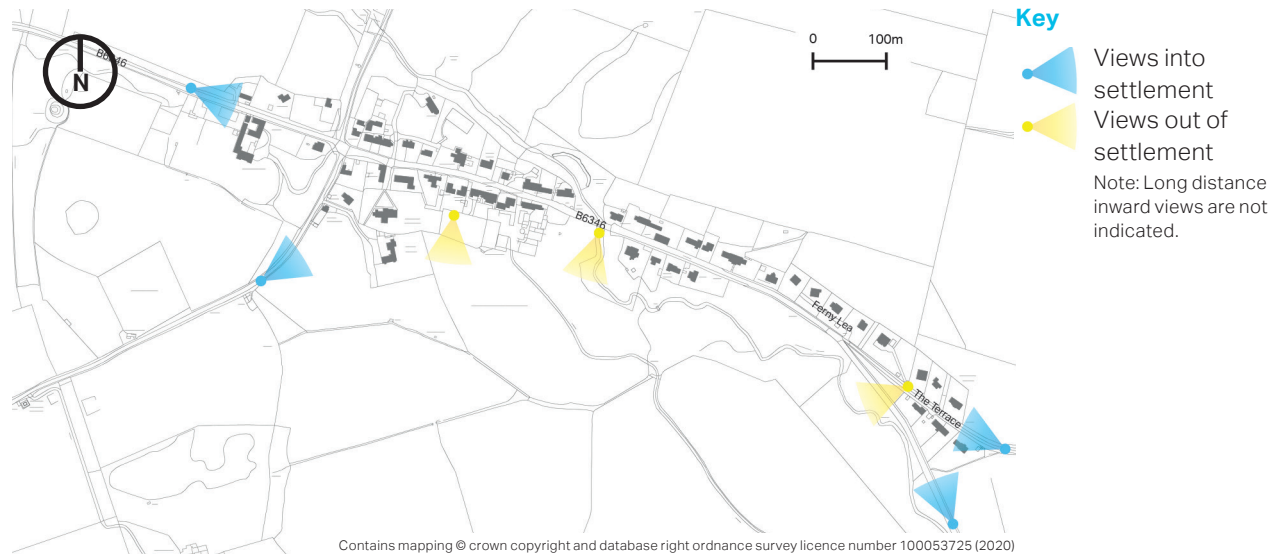 B6346
N
0 100m
B6346
Ferny Lea
The Terrace
Key
Views into
settlement
Views out of
settlement
Note: Long distance
inward views are not
indicated.
Contains mapping © crown copyright and database right ordnance survey licence number 100053725 (2020)